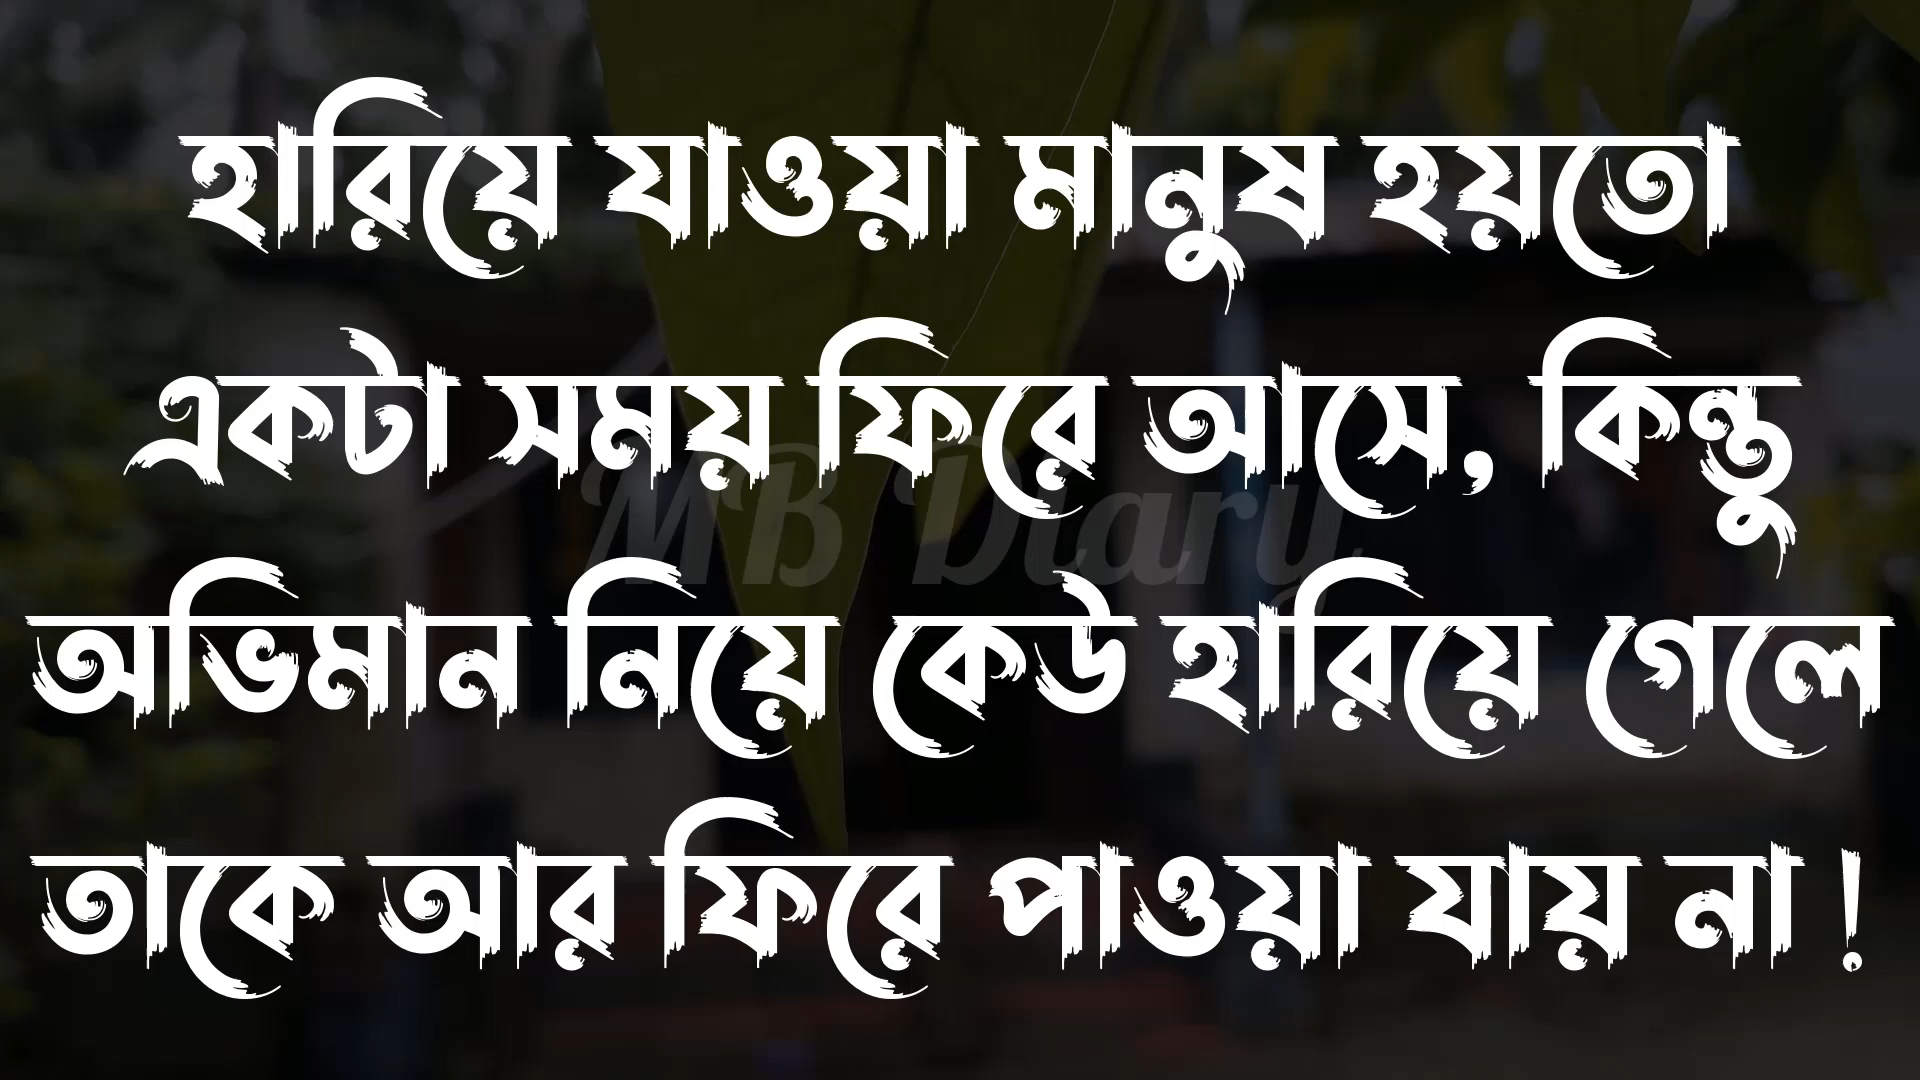 হারিয়ে যাওয়া মানুষ হয়তো
একটা সময় ফিরে আসে, কিন্তু
MB Diary
অভিমান নিয়ে কেউ হারিয়ে গেলে
তাকে আর ফিরে পাওয়া যায় না !